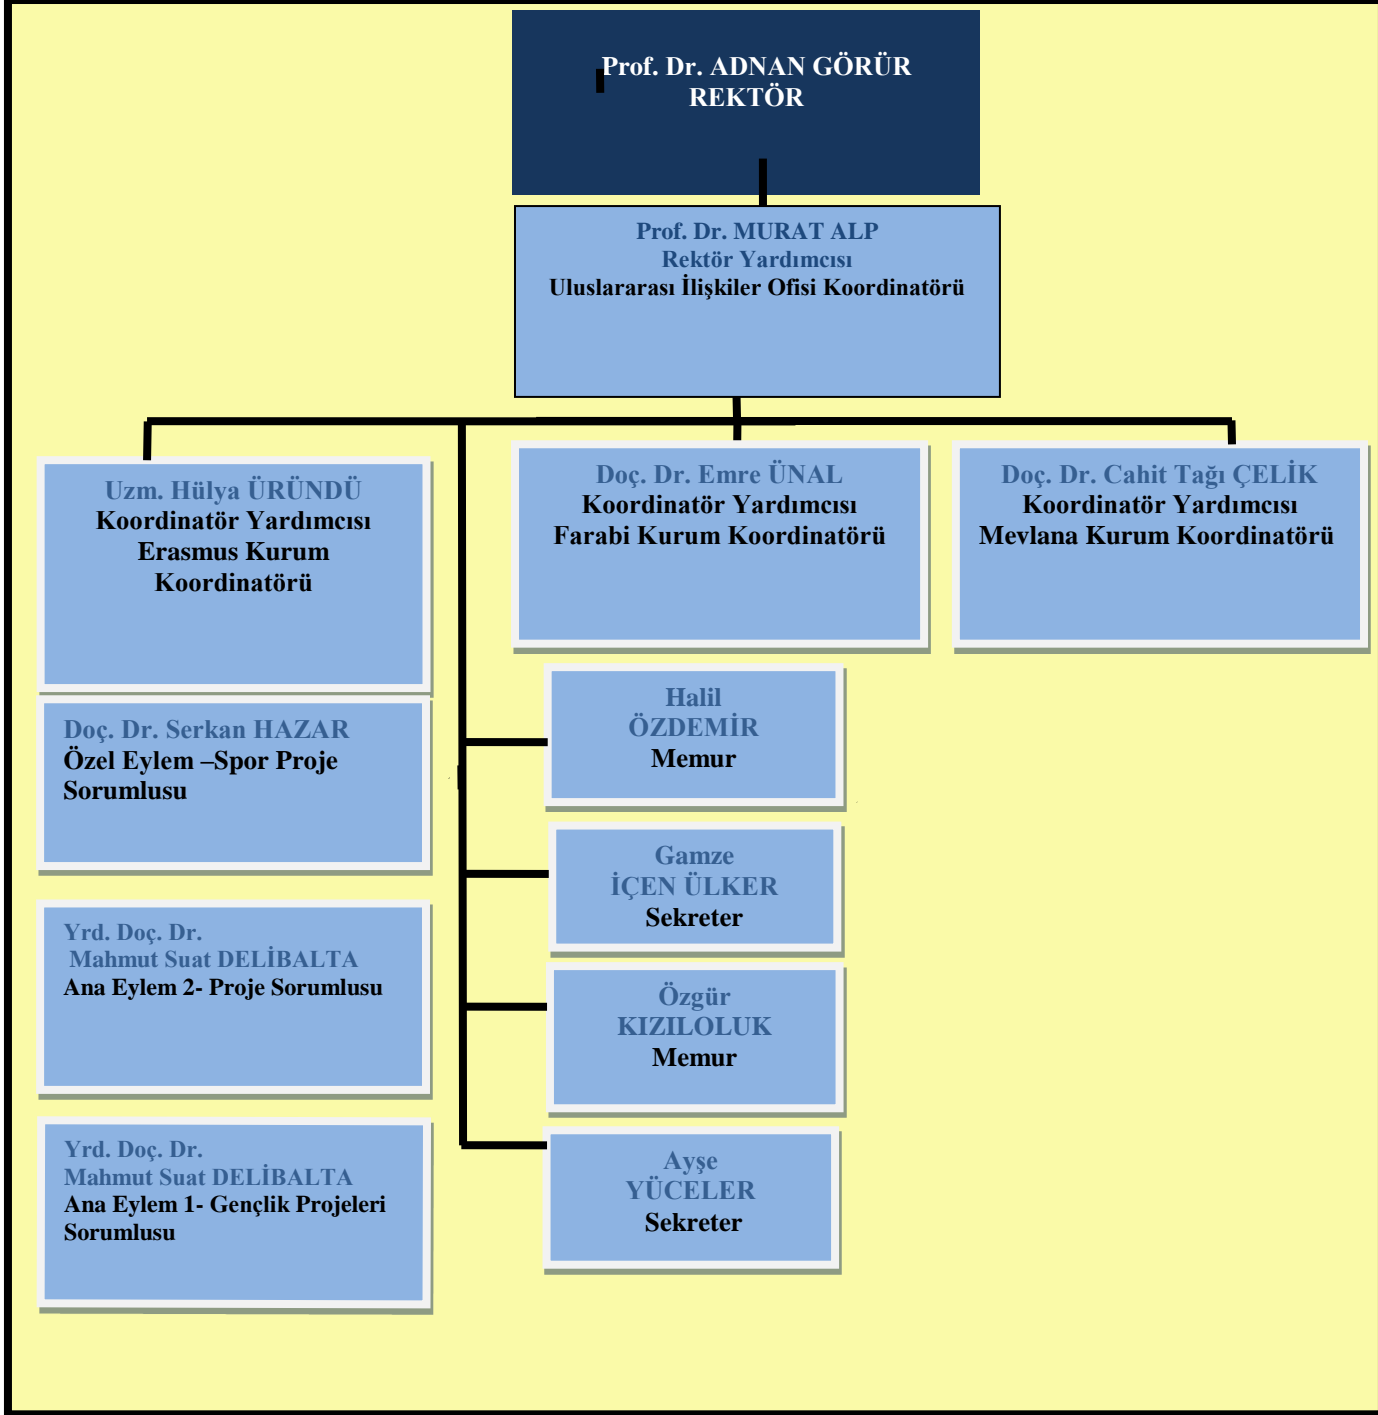 Prof. Dr. ADNAN GÖRÜR
REKTÖR
Prof. Dr. MURAT ALP
Rektör Yardımcısı
Uluslararası İlişkiler Ofisi Koordinatörü
Uzm. Hülya ÜRÜNDÜ
Koordinatör Yardımcısı
Erasmus Kurum
Koordinatörü
Doç. Dr. Emre ÜNAL
Koordinatör Yardımcısı
Farabi Kurum Koordinatörü
Doç. Dr. Cahit Tağı ÇELİK
Koordinatör Yardımcısı
Mevlana Kurum Koordinatörü
Doç. Dr. Serkan HAZAR
Özel Eylem –Spor Proje
Sorumlusu
Yrd. Doç. Dr.
Mahmut Suat DELİBALTA
Ana Eylem 2- Proje Sorumlusu
Yrd. Doç. Dr.
Mahmut Suat DELİBALTA
Ana Eylem 1- Gençlik Projeleri
Sorumlusu
Halil
ÖZDEMİR
Memur
Gamze
İÇEN ÜLKER
Sekreter
Özgür
KIZILOLUK
Memur
Ayşe
YÜCELER
Sekreter